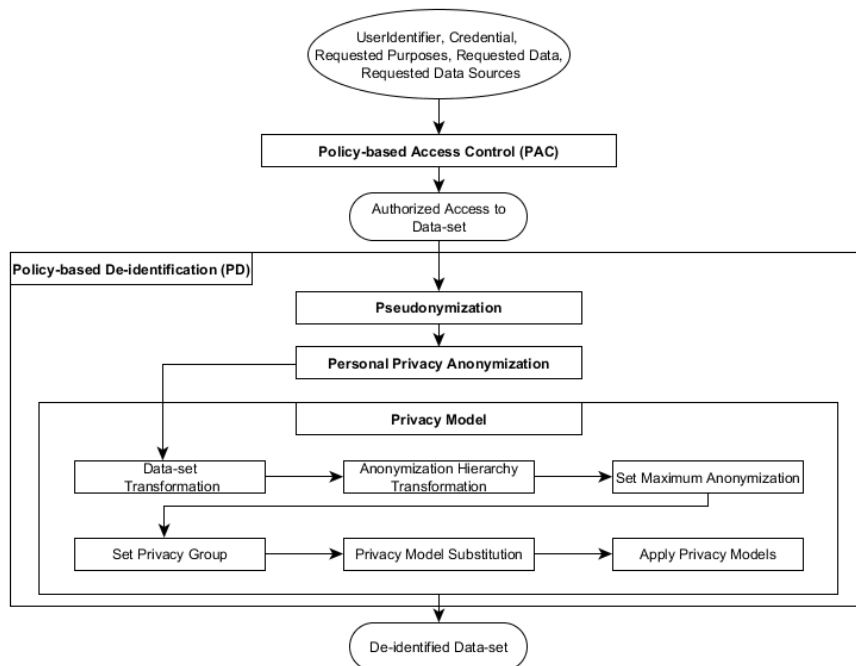 UserIdentifier, Credential,
Requested Purposes, Requested Data,
Requested Data Sources
Policy-based Access Control (PAC)
Authorized Access to
Data-set
Policy-based De-identification (PD)
Pseudonymization
Personal Privacy Anonymization
Privacy Model
Data-set
Transformation
Anonymization Hierarchy
Transformation
Set Maximum Anonymization
Set Privacy Group
Privacy Model Substitution
Apply Privacy Models
De-identified Data-set